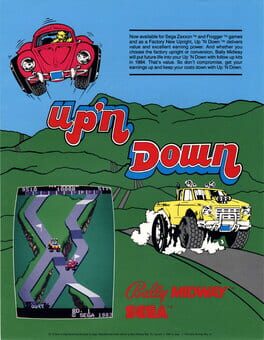 Now available for Sega Zaxxon™ and Frogger™ games
and as a Factory New Upright, Up 'N Down™ delivers
value and excellent earning power. And whether you
choose the factory upright or conversion, Bally Midway
will put future life into your Up 'N Down with follow up kits
in 1984. That's value. So don't compromise, get your
earnings up and keep your costs down with Up 'N Down.
up'n
Down
SEGA 1983
Bally MIDWAY
SEGA